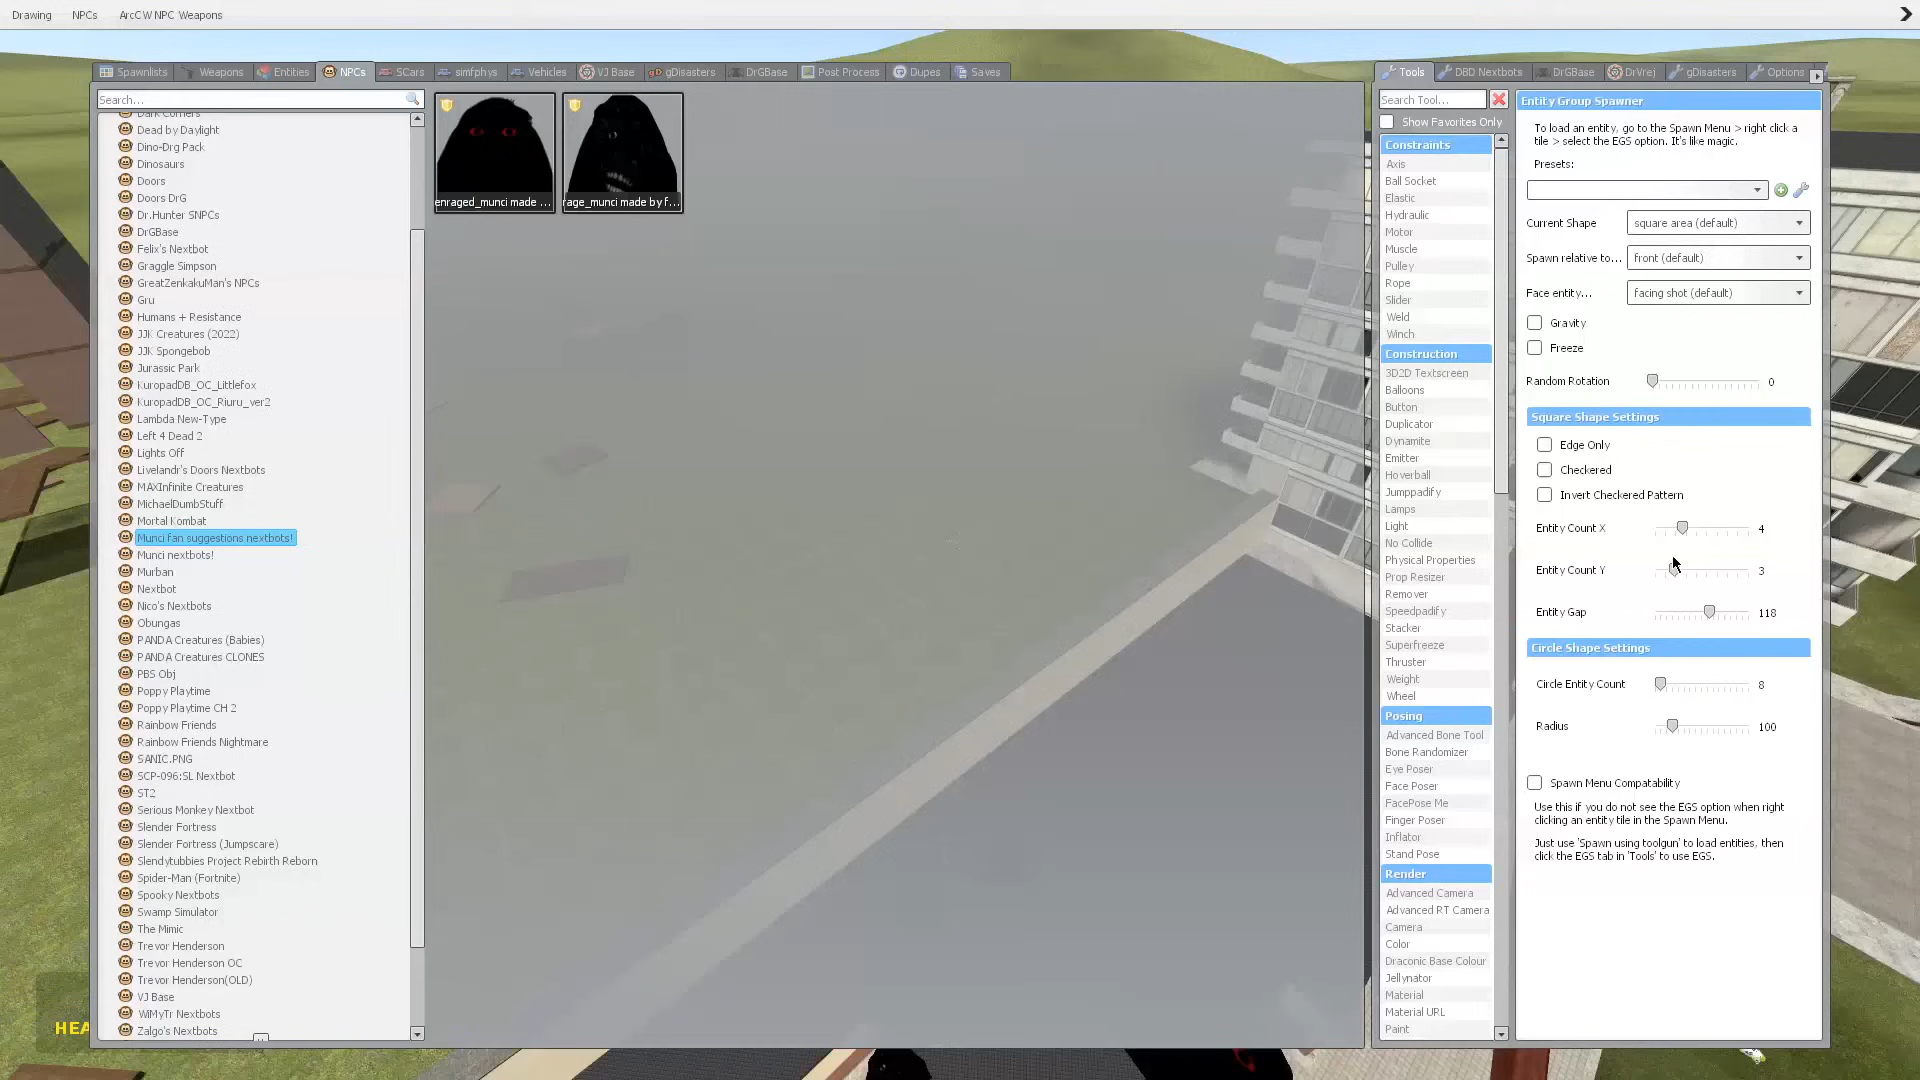 Drawing NPCs ArcCW NPC Weapons
Spawnlists Weapons Entities NPCs SCars simfphys Vehicles VJ Base gDisasters DrGBase Post Process Dupes Saves
Search...
Dark Corners
Dead by Daylight
Dino-Drg Pack
Dinosaurs
Doors
Doors DrG
Dr.Hunter SNPCs
DrGBase
Felix's Nextbot
Graggle Simpson
GreatZenkakuMan's NPCs
Gru
Humans + Resistance
JJK Creatures (2022)
JJK Spongebob
Jurassic Park
KuropadDB_OC_Littlefox
KuropadDB_OC_Riuru_ver2
Lambda New-Type
Left 4 Dead 2
Lights Off
Livelandr's Doors Nextbots
MAXInfinite Creatures
MichaelDumbStuff
Mortal Kombat
Munci fan suggestions nextbots!
Munci nextbots!
Murban
Nextbot
Nico's Nextbots
Obungas
PANDA Creatures (Babies)
PANDA Creatures CLONES
PBS Obj
Poppy Playtime
Poppy Playtime CH 2
Rainbow Friends
Rainbow Friends Nightmare
SANIC.PNG
SCP-096:SL Nextbot
ST2
Serious Monkey Nextbot
Slender Fortress
Slender Fortress (Jumpscare)
Slendytubbies Project Rebirth Reborn
Spider-Man (Fortnite)
Spooky Nextbots
Swamp Simulator
The Mimic
Trevor Henderson
Trevor Henderson OC
Trevor Henderson(OLD)
VJ Base
WiMyTr Nextbots
Zalgo's Nextbots
HEA
enraged_munci made ...
rage_munci made by f...
Tools DBD Nextbots DrGBase DrVrej gDisasters Options
Search Tool...
Show Favorites Only
Constraints
Axis
Ball Socket
Elastic
Hydraulic
Motor
Muscle
Pulley
Rope
Slider
Weld
Winch
Construction
3D2D Textscreen
Balloons
Button
Duplicator
Dynamite
Emitter
Hoverball
Jumppadify
Lamps
Light
No Collide
Physical Properties
Prop Resizer
Remover
Speedpadify
Stacker
Superfreeze
Thruster
Weight
Wheel
Posing
Advanced Bone Tool
Bone Randomizer
Eye Poser
Face Poser
FacePose Me
Finger Poser
Inflator
Stand Pose
Render
Advanced Camera
Advanced RT Camera
Camera
Color
Draconic Base Colour
Jellynator
Material
Material URL
Paint
Entity Group Spawner
To load an entity, go to the Spawn Menu > right click a
tile > select the EGS option. It's like magic.
Presets:
Current Shape square area (default)
Spawn relative to... front (default)
Face entity... facing shot (default)
Gravity
Freeze
Random Rotation 0
Square Shape Settings
Edge Only
Checkered
Invert Checkered Pattern
Entity Count X 4
Entity Count Y 3
Entity Gap 118
Circle Shape Settings
Circle Entity Count 8
Radius 100
Spawn Menu Compatability
Use this if you do not see the EGS option when right
clicking an entity tile in the Spawn Menu.
Just use 'Spawn using toolgun' to load entities, then
click the EGS tab in 'Tools' to use EGS.